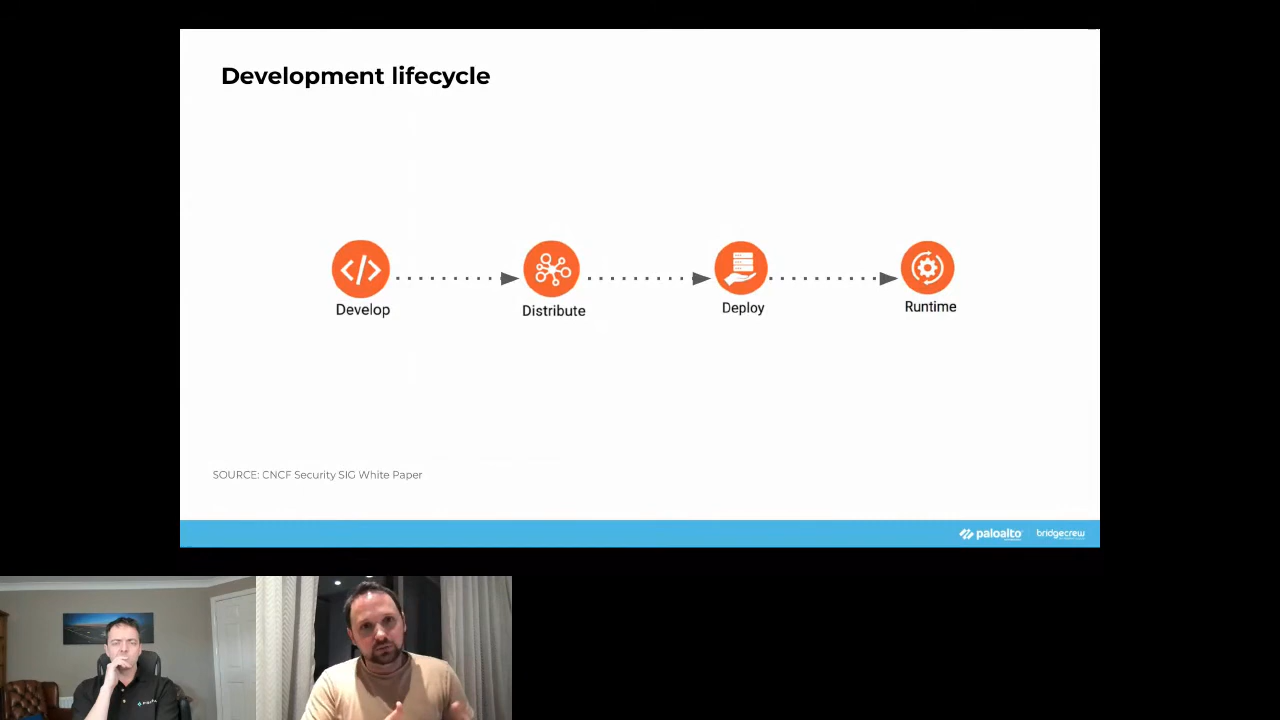 Development lifecycle
Develop
Distribute
Deploy
Runtime
SOURCE: CNCF Security SIG White Paper
paloalto
bridgecrew